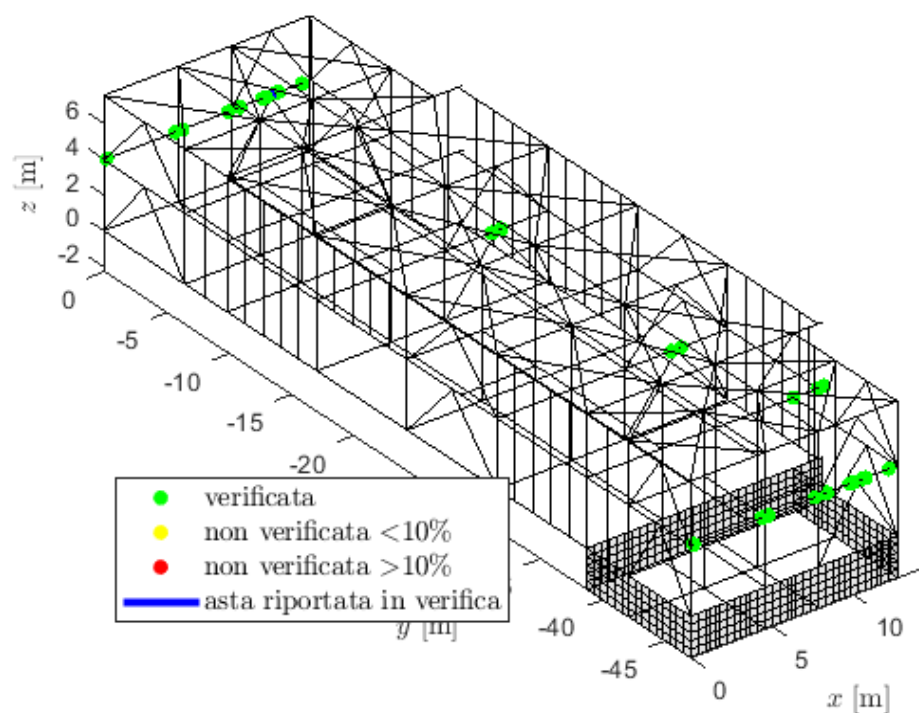 6
4
2
0
-2
z [m]
0
-5
-10
-15
-20
-40
-45
y [m]
0
5
10
x [m]
verificata
non verificata <10%
non verificata >10%
asta riportata in verifica